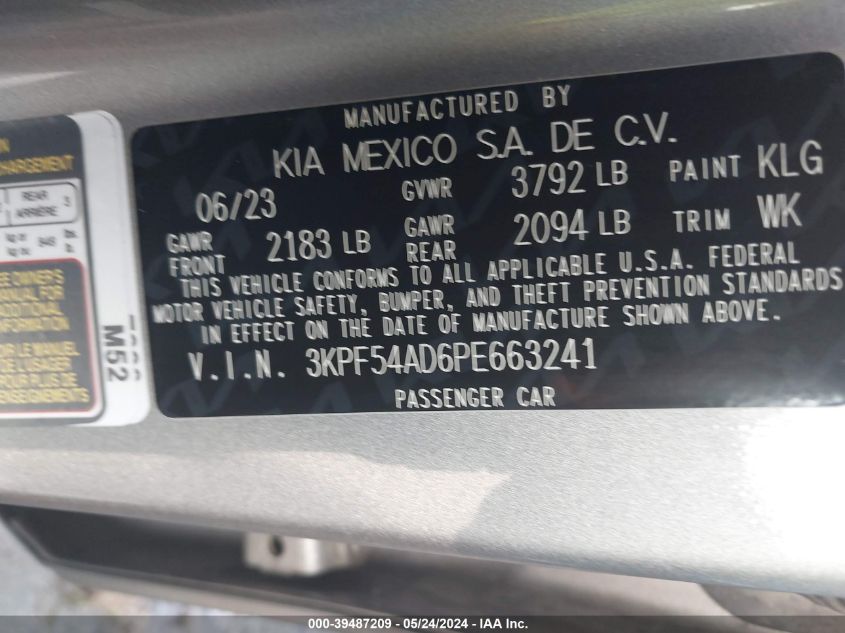 MANUFACTURED BY
KIA MEXICO S.A. DE C.V.
06/23 GVWR 3792 LB PAINT KLG
GAWR FRONT 2183 LB GAWR REAR 2094 LB TRIM WK
THIS VEHICLE CONFORMS TO ALL APPLICABLE U.S.A. FEDERAL
MOTOR VEHICLE SAFETY, BUMPER, AND THEFT PREVENTION STANDARDS
IN EFFECT ON THE DATE OF MANUFACTURE SHOWN ABOVE.
V.I.N. 3KPF54AD6PE663241
PASSENGER CAR
REAR
ARRIERE 3
M52
000-39487209 - 05/24/2024 - IAA Inc.